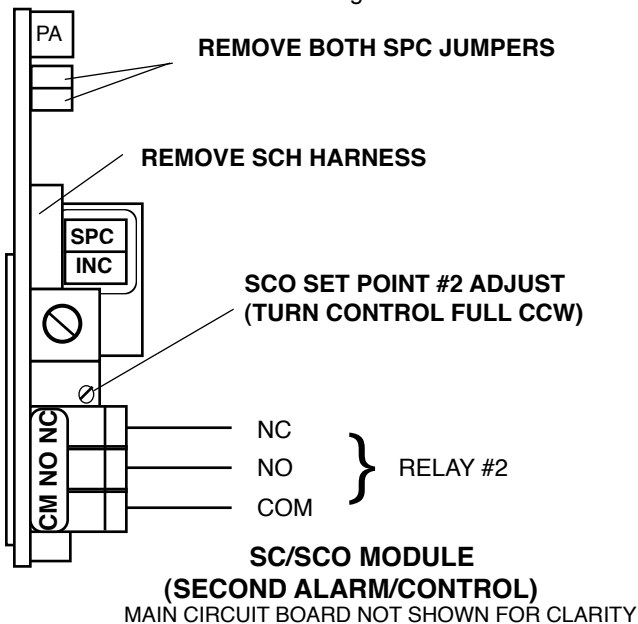 PA
REMOVE BOTH SPC JUMPERS
REMOVE SCH HARNESS
SPC
INC
SCO SET POINT #2 ADJUST
(TURN CONTROL FULL CCW)
CM NO NC
NC
NO
COM
} RELAY #2
SC/SCO MODULE
(SECOND ALARM/CONTROL)
MAIN CIRCUIT BOARD NOT SHOWN FOR CLARITY